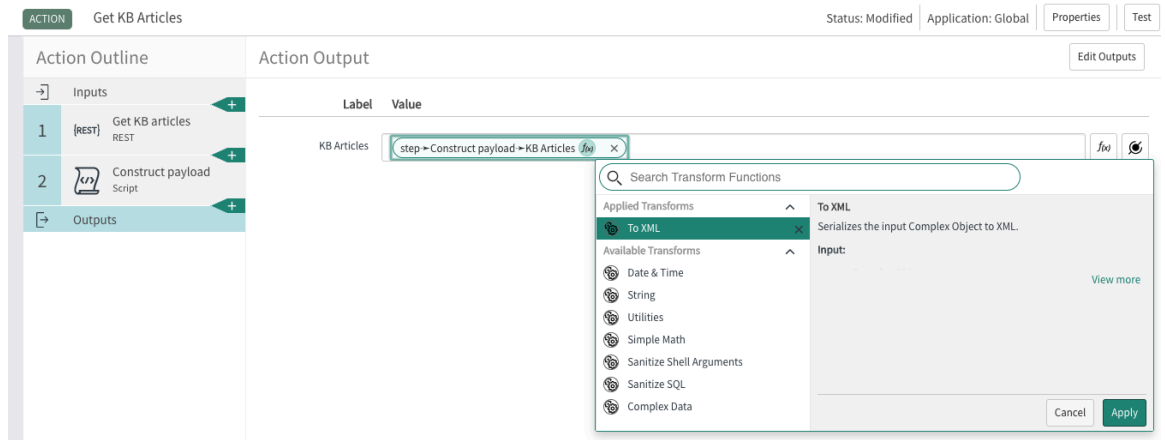 ACTION Get KB Articles Status: Modified Application: Global Properties Test
Action Outline
Inputs
1 {REST} Get KB articles
REST
2 Construct payload
Script
Outputs
Action Output Edit Outputs
Label Value
KB Articles step➛Construct payload➛KB Articles f(x) × f(x)
Search Transform Functions
Applied Transforms
To XML ×
Available Transforms
Date & Time
String
Utilities
Simple Math
Sanitize Shell Arguments
Sanitize SQL
Complex Data
To XML
Serializes the input Complex Object to XML.
Input:
View more
Cancel Apply